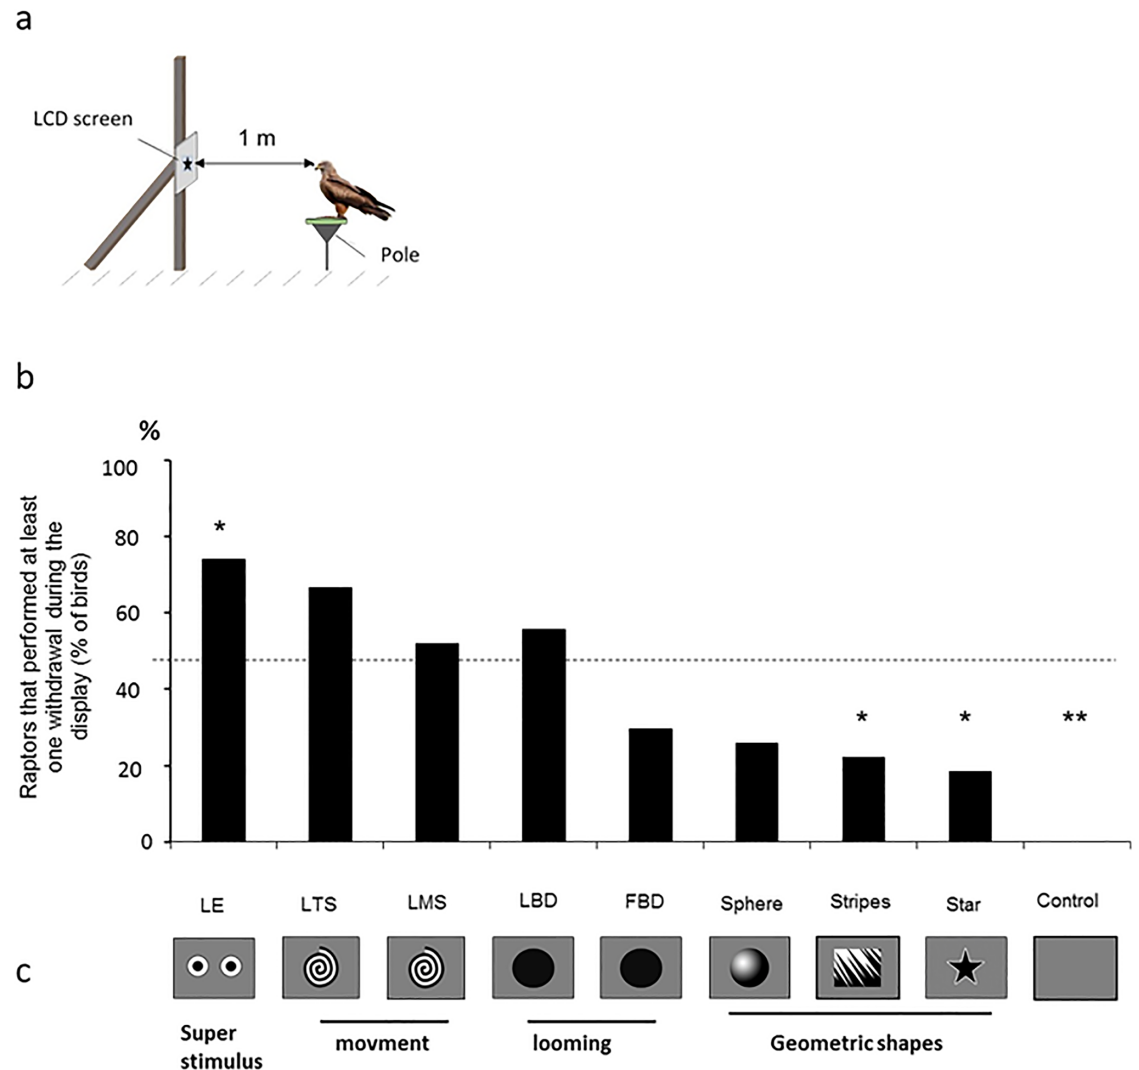 a
LCD screen
1 m
Pole
b
%
Raptors that performed at least
one withdrawal during the
display (% of birds)
100
80
60
40
20
0
*
*
*
**
LE
LTS
LMS
LBD
FBD
Sphere
Stripes
Star
Control
c
Super
stimulus
movment
looming
Geometric shapes